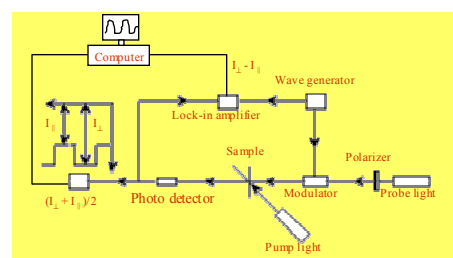 Computer
I⊥ - I∥
Wave generator
I∥
I⊥
Lock-in amplifier
Sample
Polarizer
(I⊥ + I∥)/2
Photo detector
Modulator
Probe light
Pump light